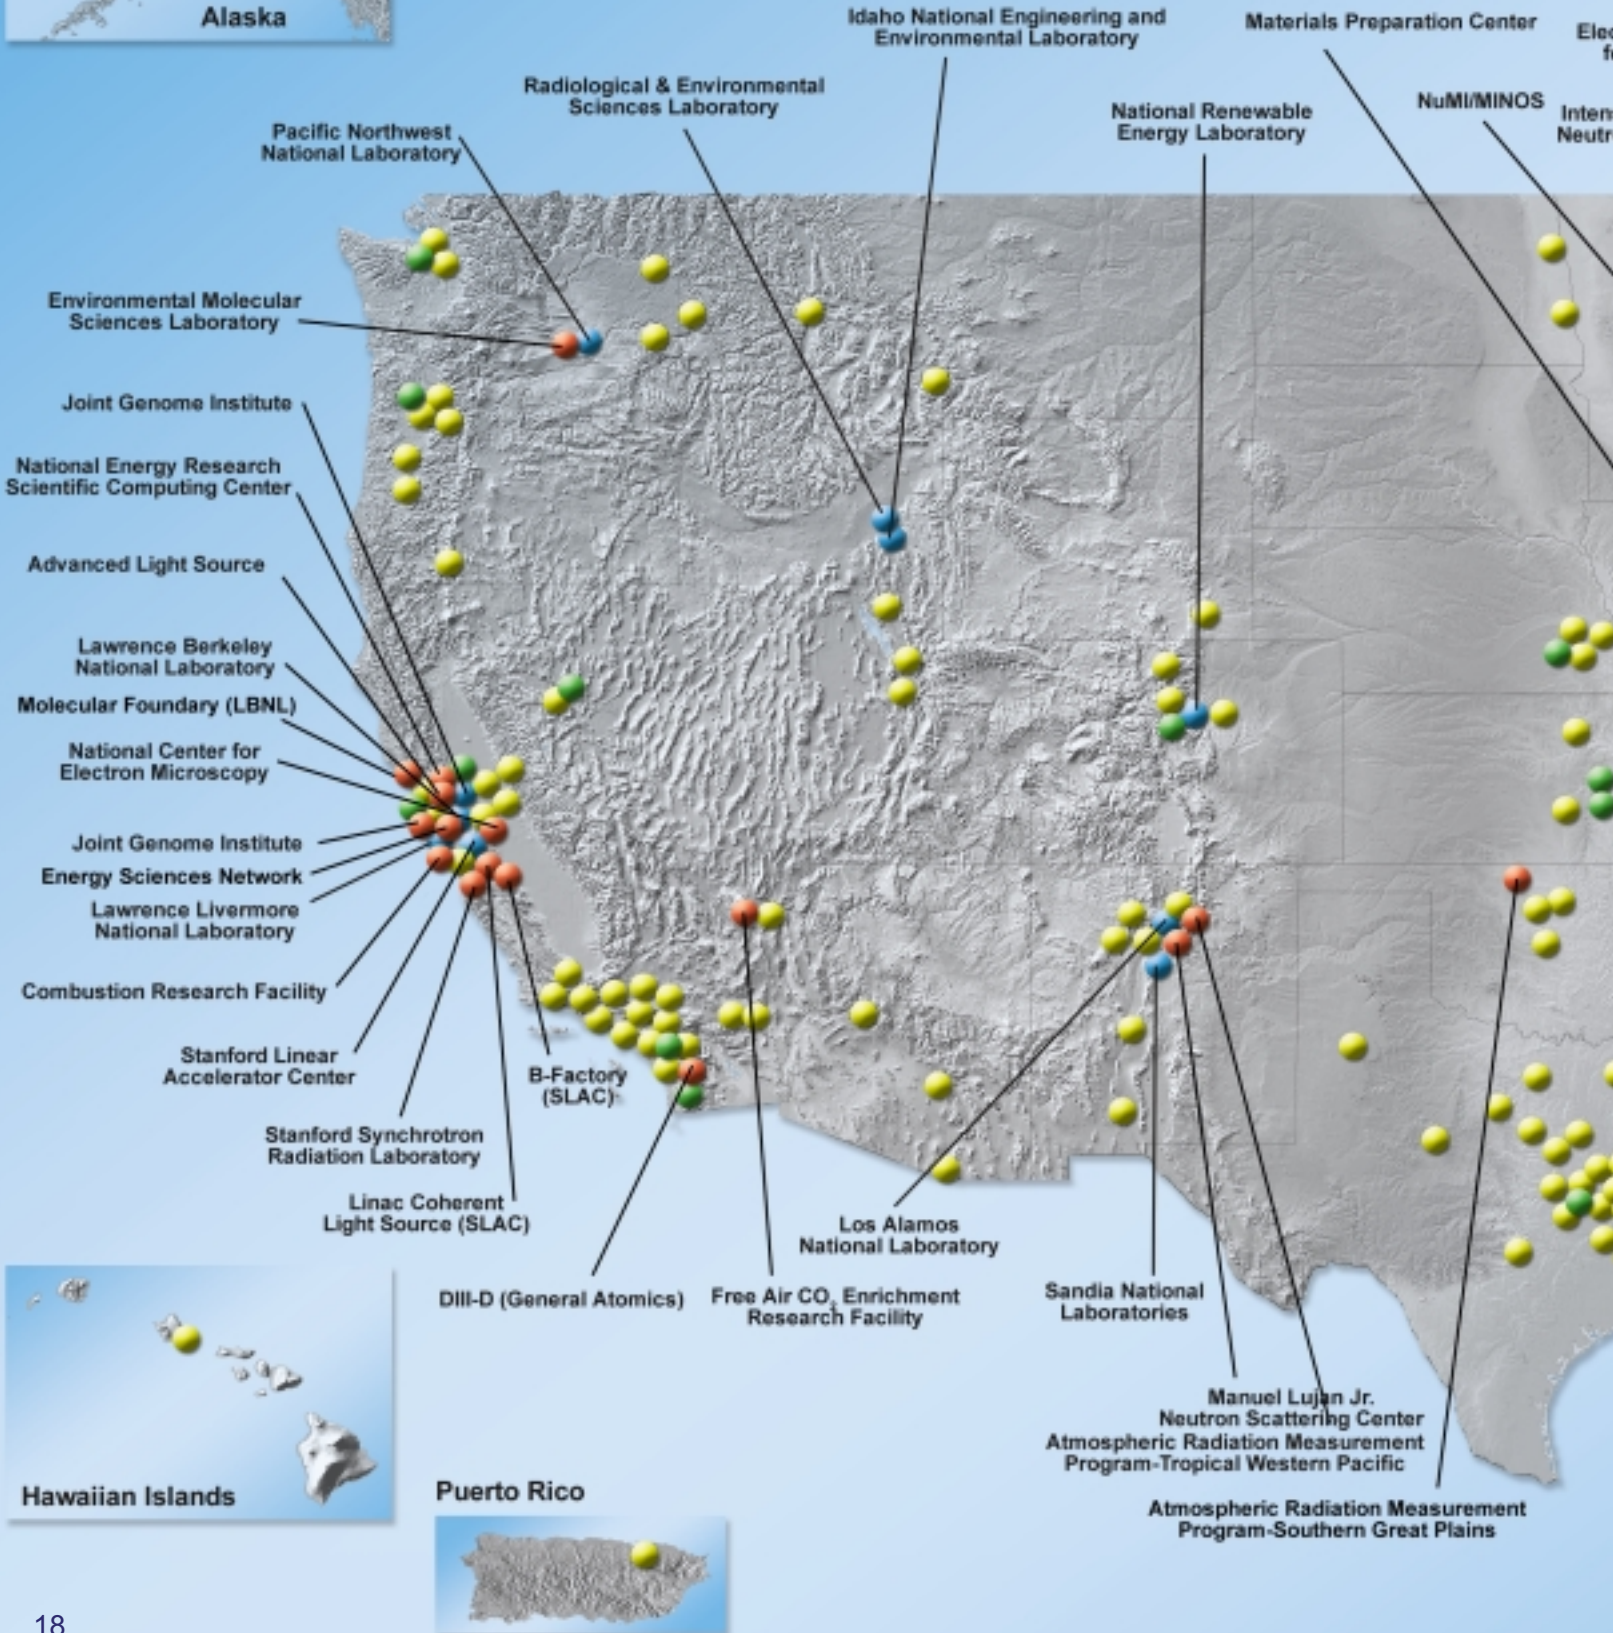 Alaska
Idaho National Engineering and
Environmental Laboratory
Materials Preparation Center
Radiological & Environmental
Sciences Laboratory
National Renewable
Energy Laboratory
NuMI/MINOS
Pacific Northwest
National Laboratory
Environmental Molecular
Sciences Laboratory
Joint Genome Institute
National Energy Research
Scientific Computing Center
Advanced Light Source
Lawrence Berkeley
National Laboratory
Molecular Foundary (LBNL)
National Center for
Electron Microscopy
Joint Genome Institute
Energy Sciences Network
Lawrence Livermore
National Laboratory
Combustion Research Facility
Stanford Linear
Accelerator Center
B-Factory
(SLAC)
Stanford Synchrotron
Radiation Laboratory
Linac Coherent
Light Source (SLAC)
DIII-D (General Atomics)
Free Air CO₂ Enrichment
Research Facility
Los Alamos
National Laboratory
Sandia National
Laboratories
Manuel Lujan Jr.
Neutron Scattering Center
Atmospheric Radiation Measurement
Program-Tropical Western Pacific
Atmospheric Radiation Measurement
Program-Southern Great Plains
Hawaiian Islands
Puerto Rico
18